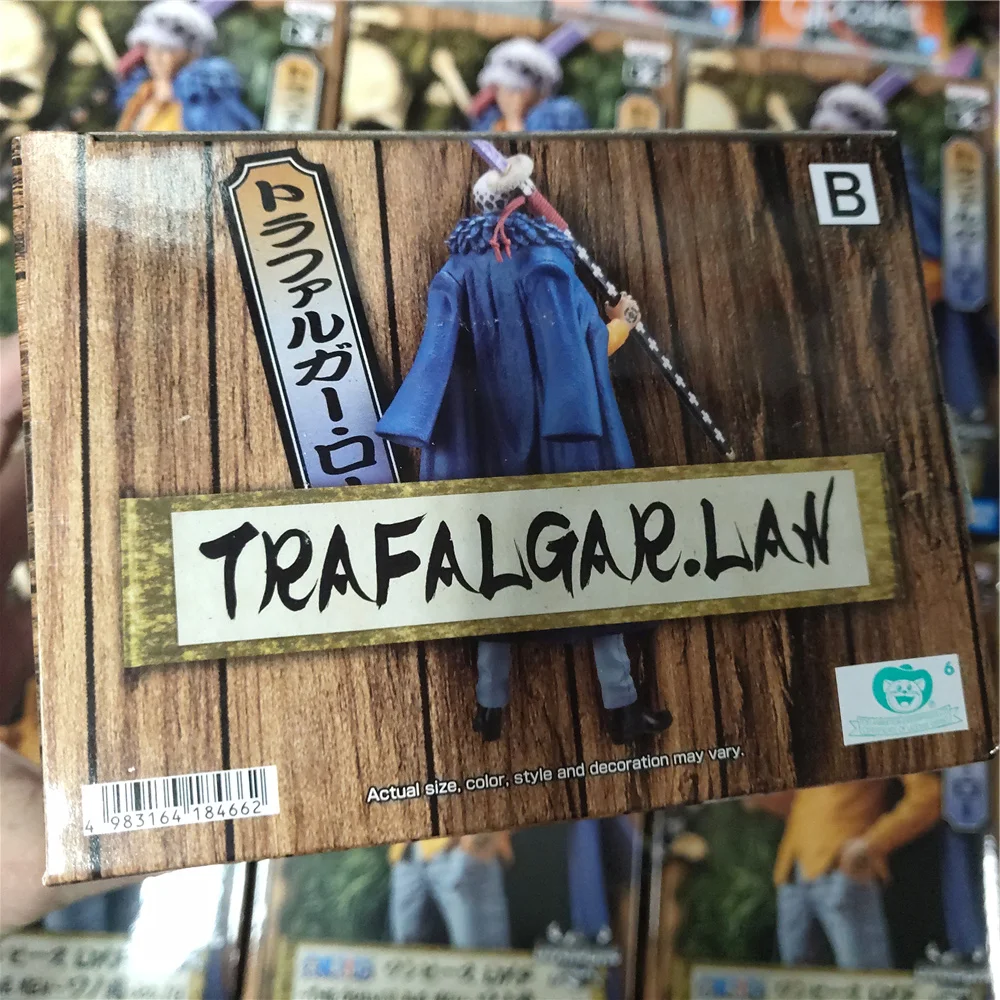 B
トラファルガー・ロー
TRAFALGAR.LAW
6
Actual size, color, style and decoration may vary.
4 983164 184662